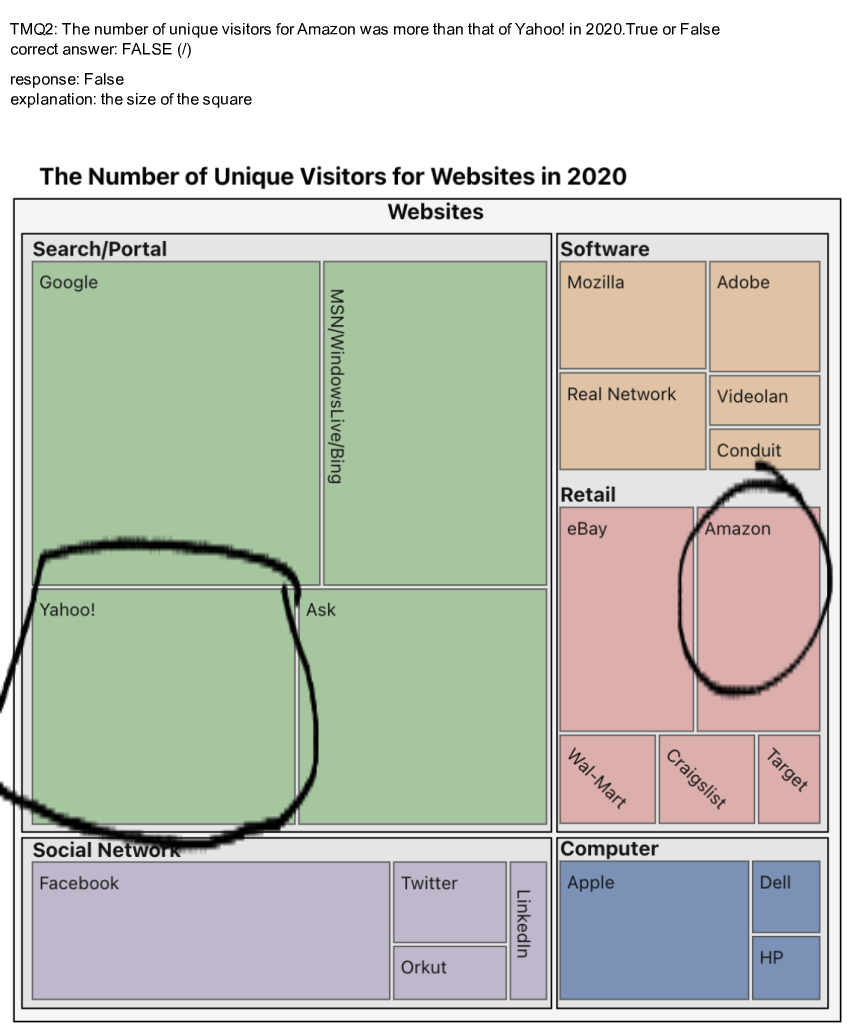 TMQ2: The number of unique visitors for Amazon was more than that of Yahoo! in 2020.True or False
correct answer: FALSE (/)
response: False
explanation: the size of the square
The Number of Unique Visitors for Websites in 2020
Websites
Search/Portal
Google
MSN/WindowsLive/Bing
Yahoo!
Ask
Software
Mozilla
Adobe
Real Network
Videolan
Conduit
Retail
eBay
Amazon
Wal-Mart
Craigslist
Target
Social Network
Facebook
Twitter
Orkut
LinkedIn
Computer
Apple
Dell
HP